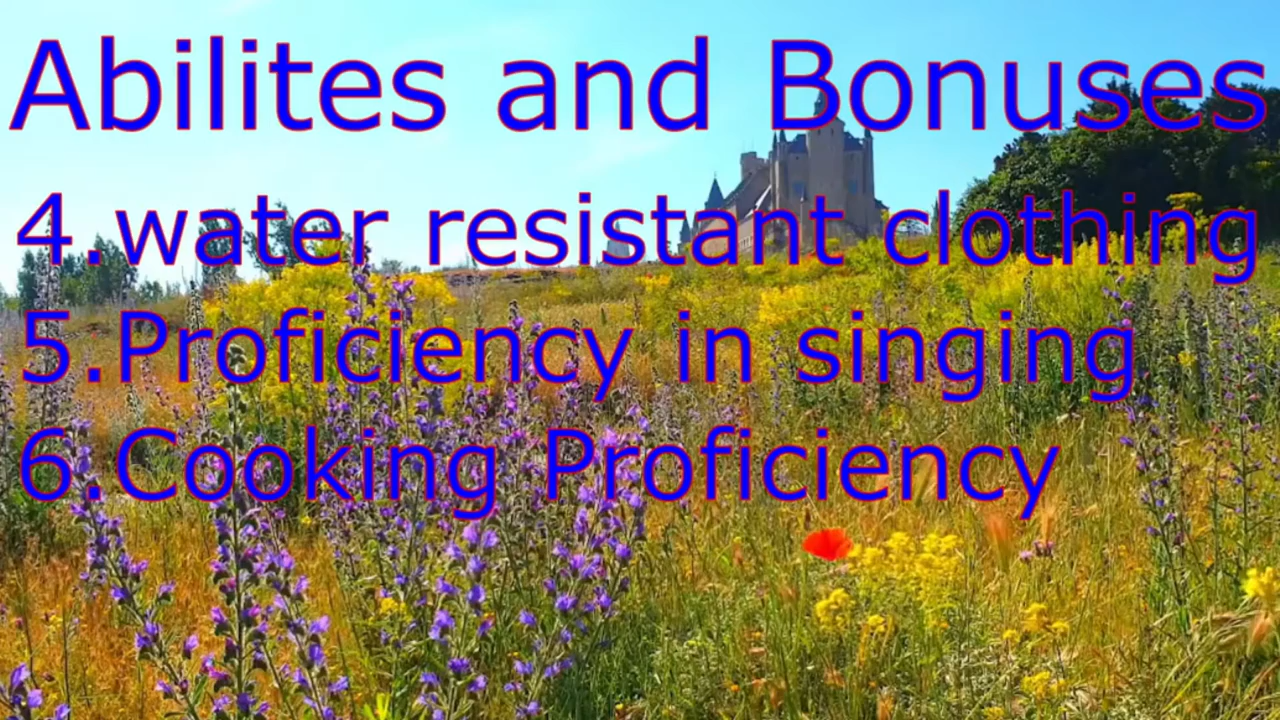 Abilites and Bonuses
4.water resistant clothing
5.Proficiency in singing
6.Cooking Proficiency